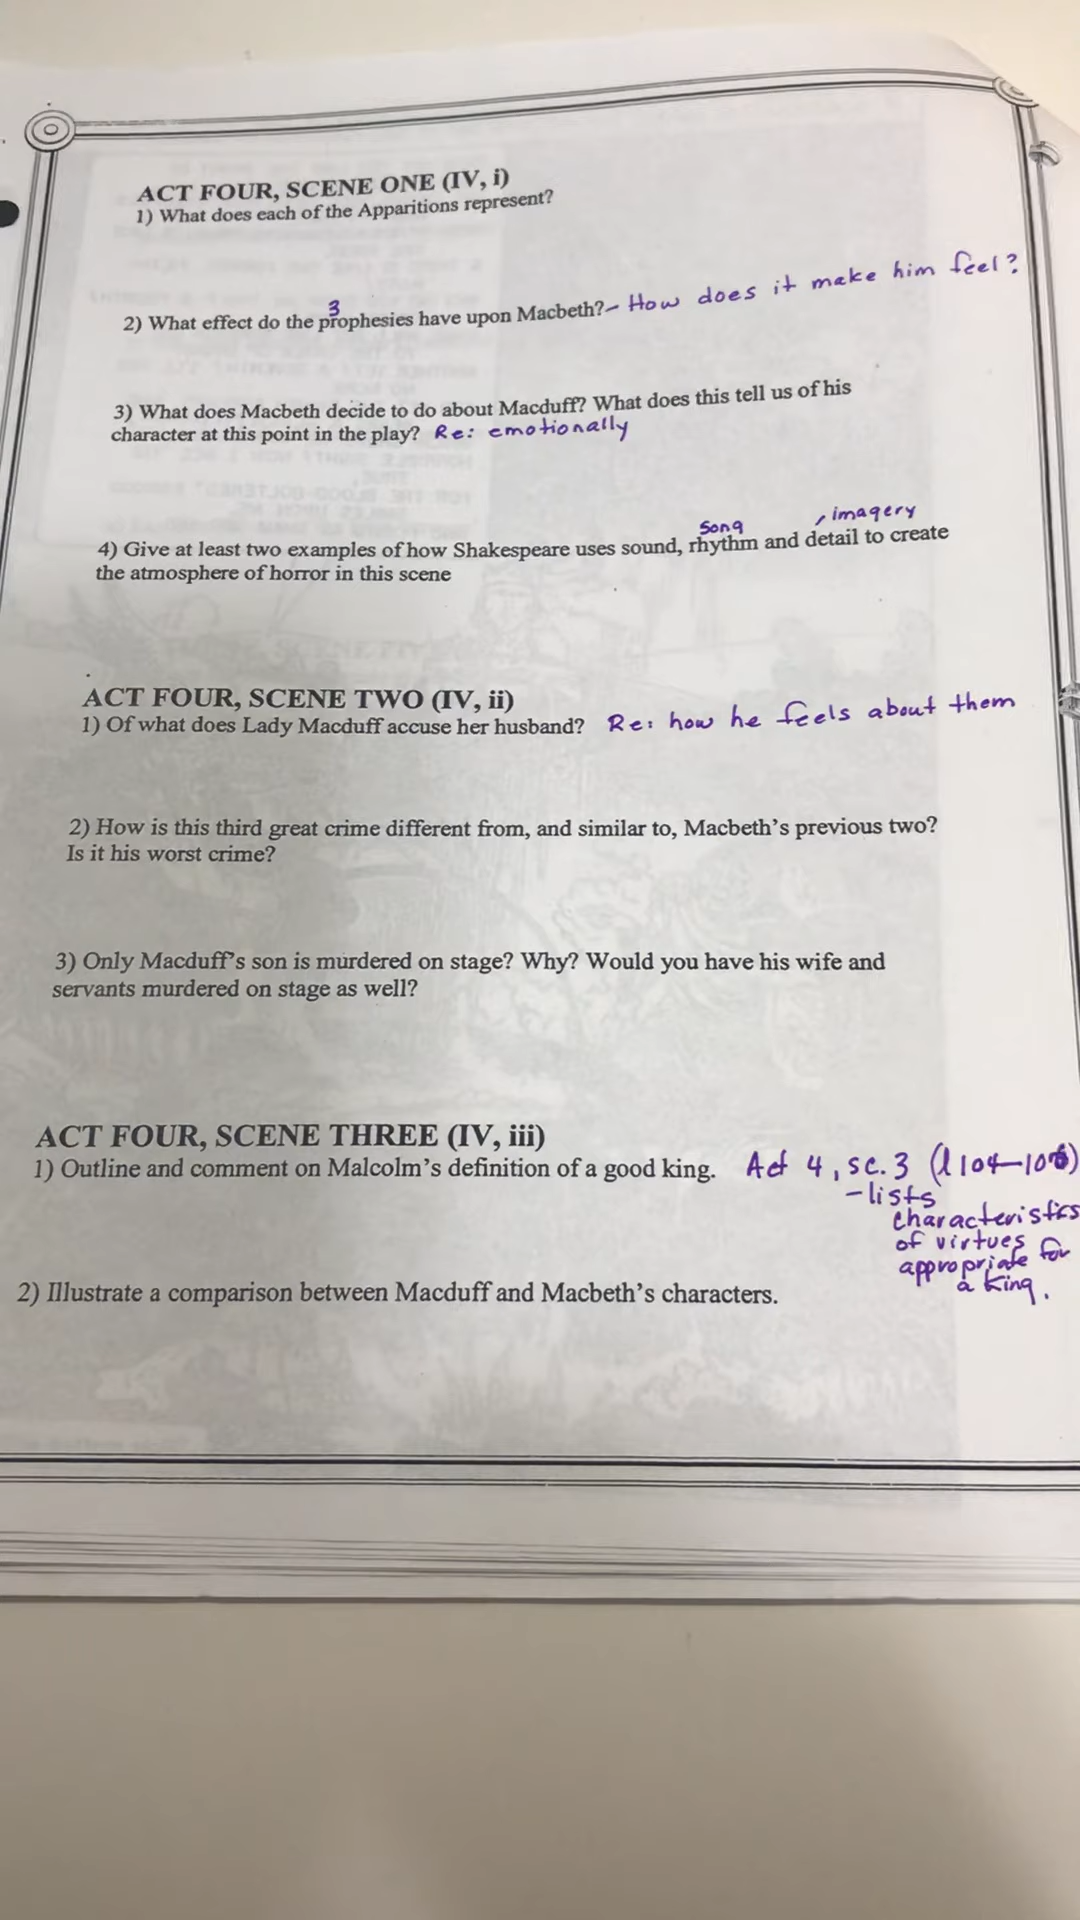 ACT FOUR, SCENE ONE (IV, i)
1) What does each of the Apparitions represent?
3
2) What effect do the prophesies have upon Macbeth? – How does it make him feel?
3) What does Macbeth decide to do about Macduff? What does this tell us of his
character at this point in the play? Re: emotionally
song , imagery
4) Give at least two examples of how Shakespeare uses sound, rhythm and detail to create
the atmosphere of horror in this scene
ACT FOUR, SCENE TWO (IV, ii)
1) Of what does Lady Macduff accuse her husband? Re: how he feels about them
2) How is this third great crime different from, and similar to, Macbeth's previous two?
Is it his worst crime?
3) Only Macduff's son is murdered on stage? Why? Would you have his wife and
servants murdered on stage as well?
ACT FOUR, SCENE THREE (IV, iii)
1) Outline and comment on Malcolm's definition of a good king. Act 4, sc. 3
– lists
characteristics
of virtues
appropriate for
a king.
2) Illustrate a comparison between Macduff and Macbeth's characters.